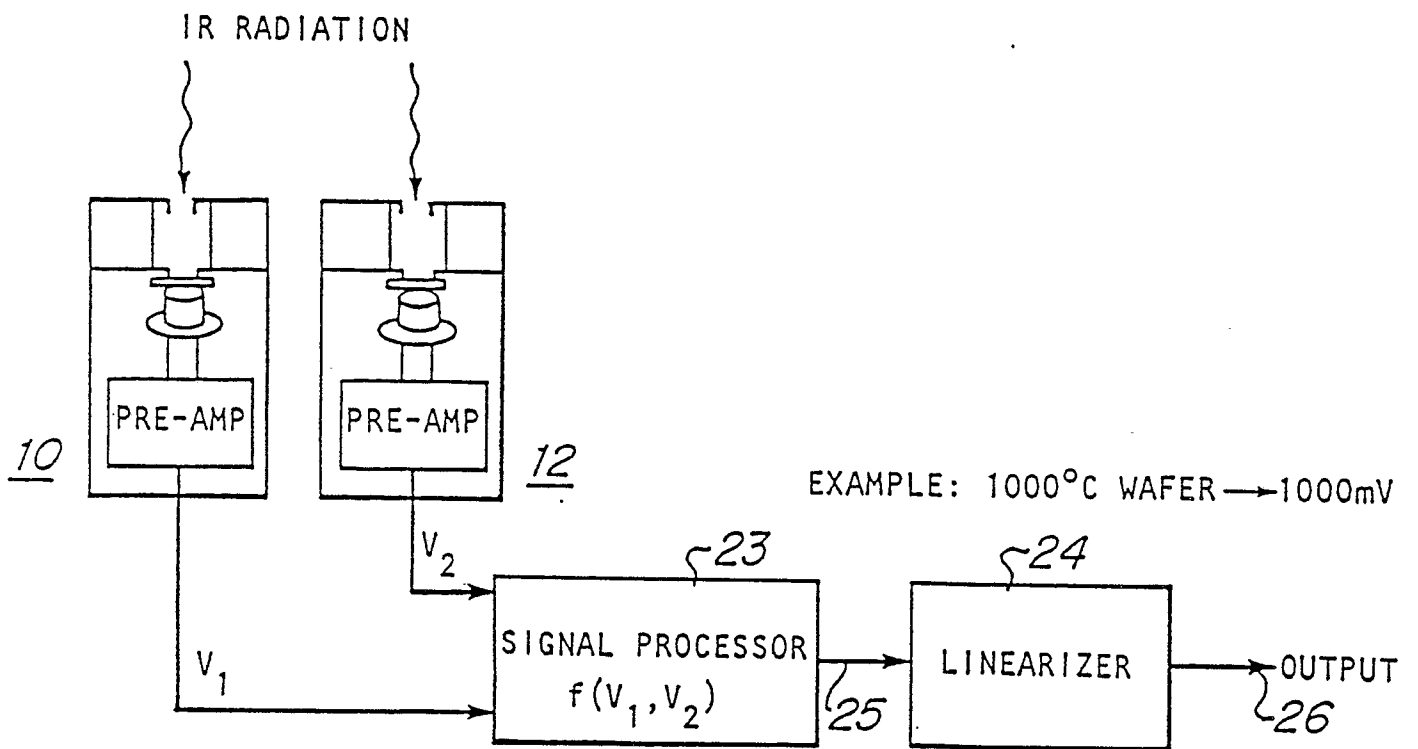 IR RADIATION
PRE-AMP
PRE-AMP
10
12
EXAMPLE: 1000°C WAFER → 1000mV
V₂
23
24
SIGNAL PROCESSOR
f(V₁,V₂)
LINEARIZER
OUTPUT
V₁
25
26